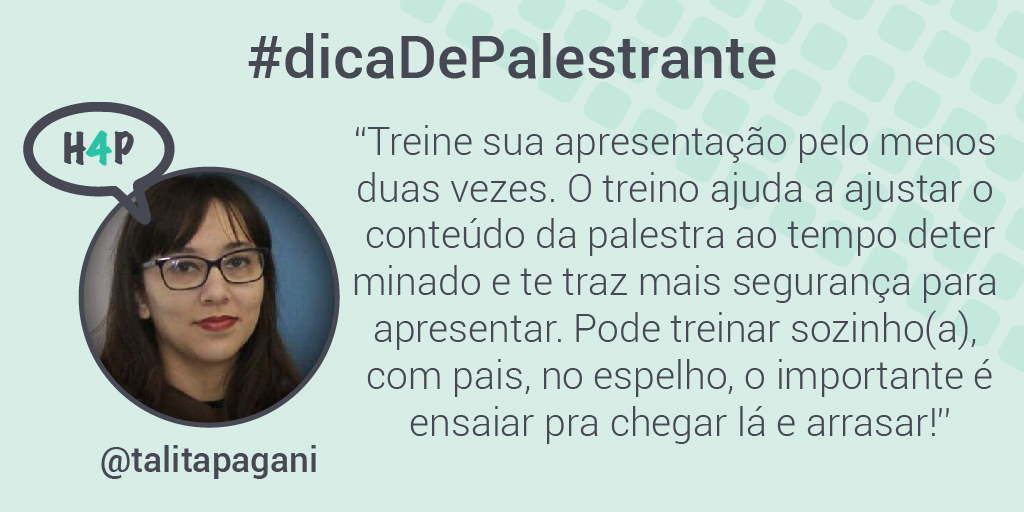 #dicaDePalestrante
H4P
“Treine sua apresentação pelo menos
duas vezes. O treino ajuda a ajustar o
conteúdo da palestra ao tempo deter
minado e te traz mais segurança para
apresentar. Pode treinar sozinho(a),
com pais, no espelho, o importante é
ensaiar pra chegar lá e arrasar!”
@talitapagani